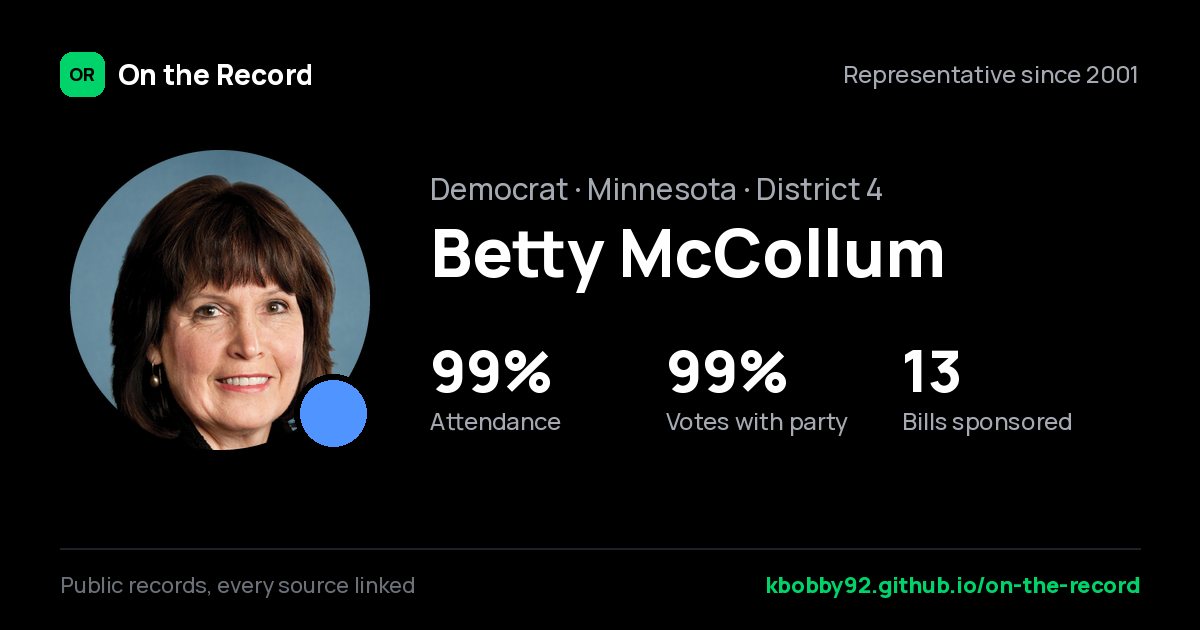 OR On the Record
Representative since 2001
Democrat · Minnesota · District 4
Betty McCollum
99% 99% 13
Attendance Votes with party Bills sponsored
Public records, every source linked
kbobby92.github.io/on-the-record